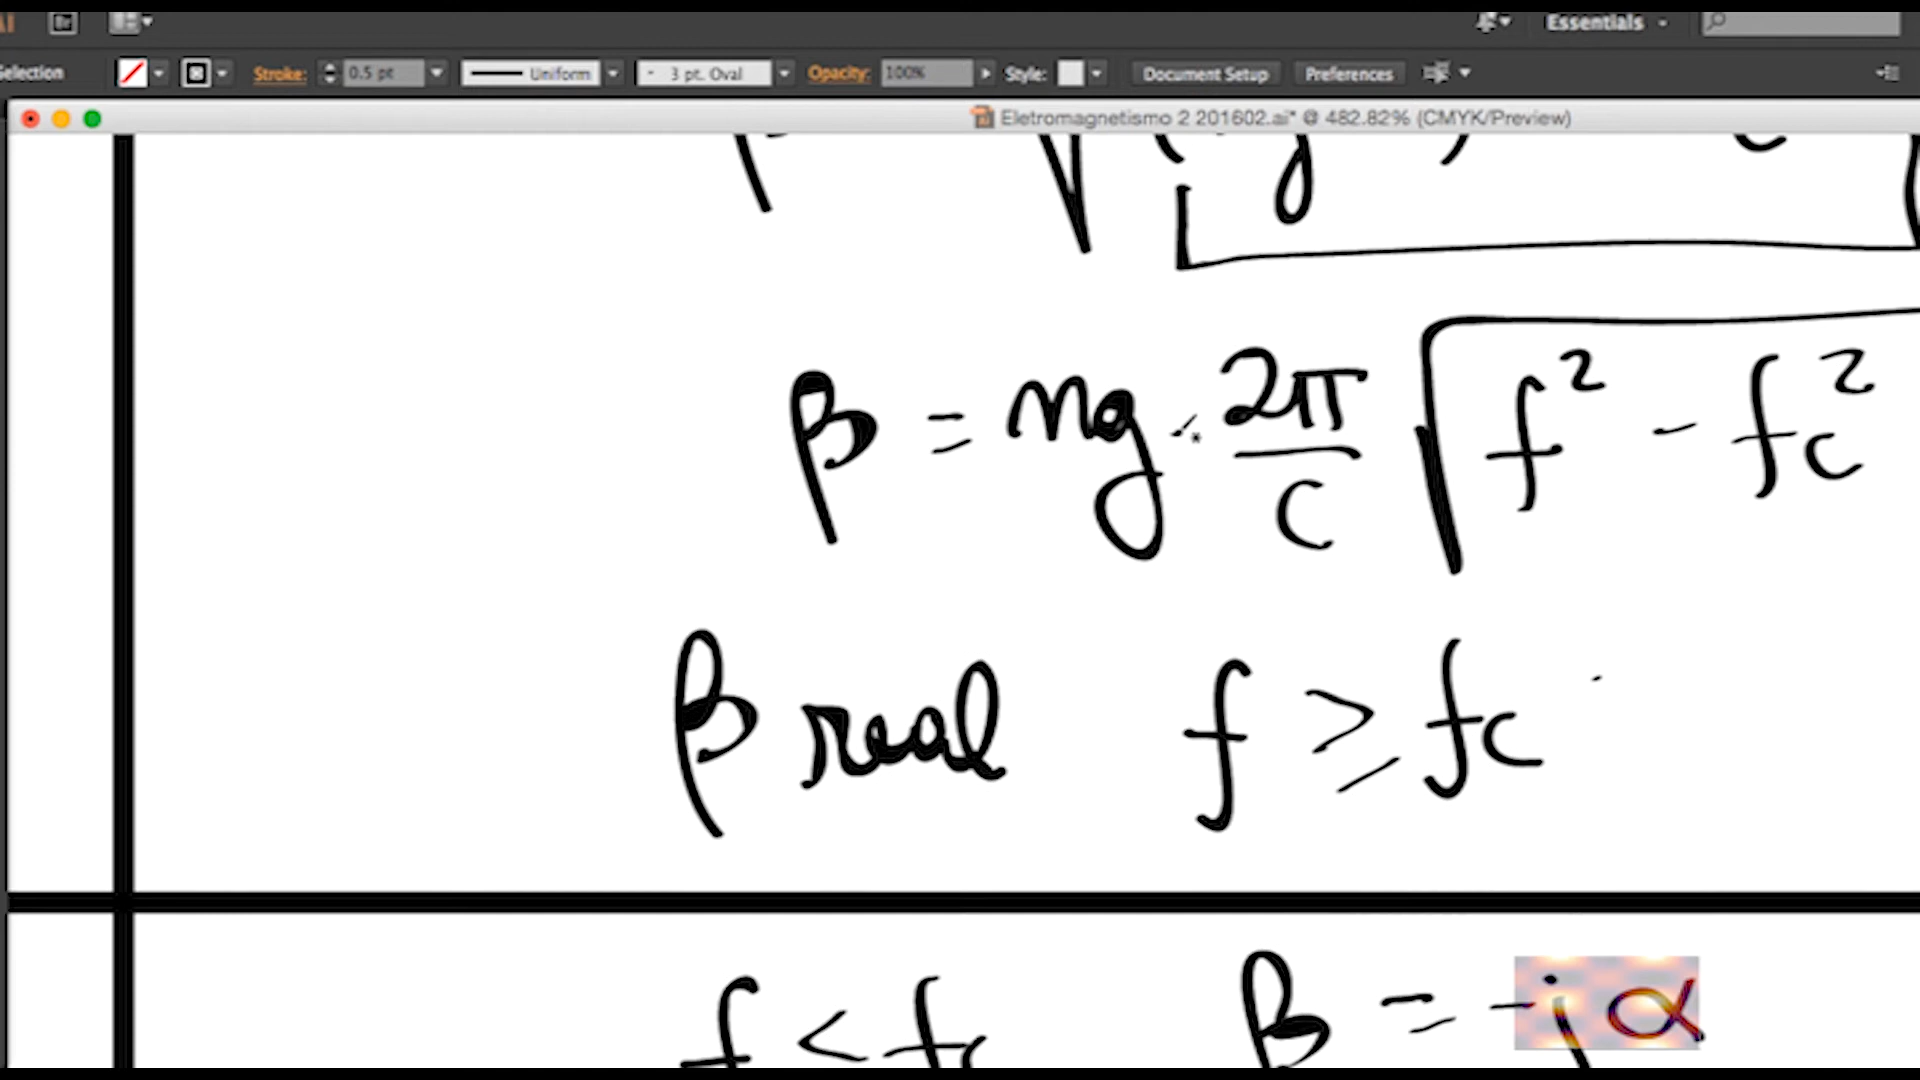 Br Essentials
Selection Stroke: 0.5 pt Uniform 3 pt. Oval Opacity: 100% Style: Document Setup Preferences
Eletromagnetismo 2 201602.ai* @ 482.82% (CMYK/Preview)
β = ng · 2π/c √f² - fc²
β real f ≥ fc
f < fc β = -jα